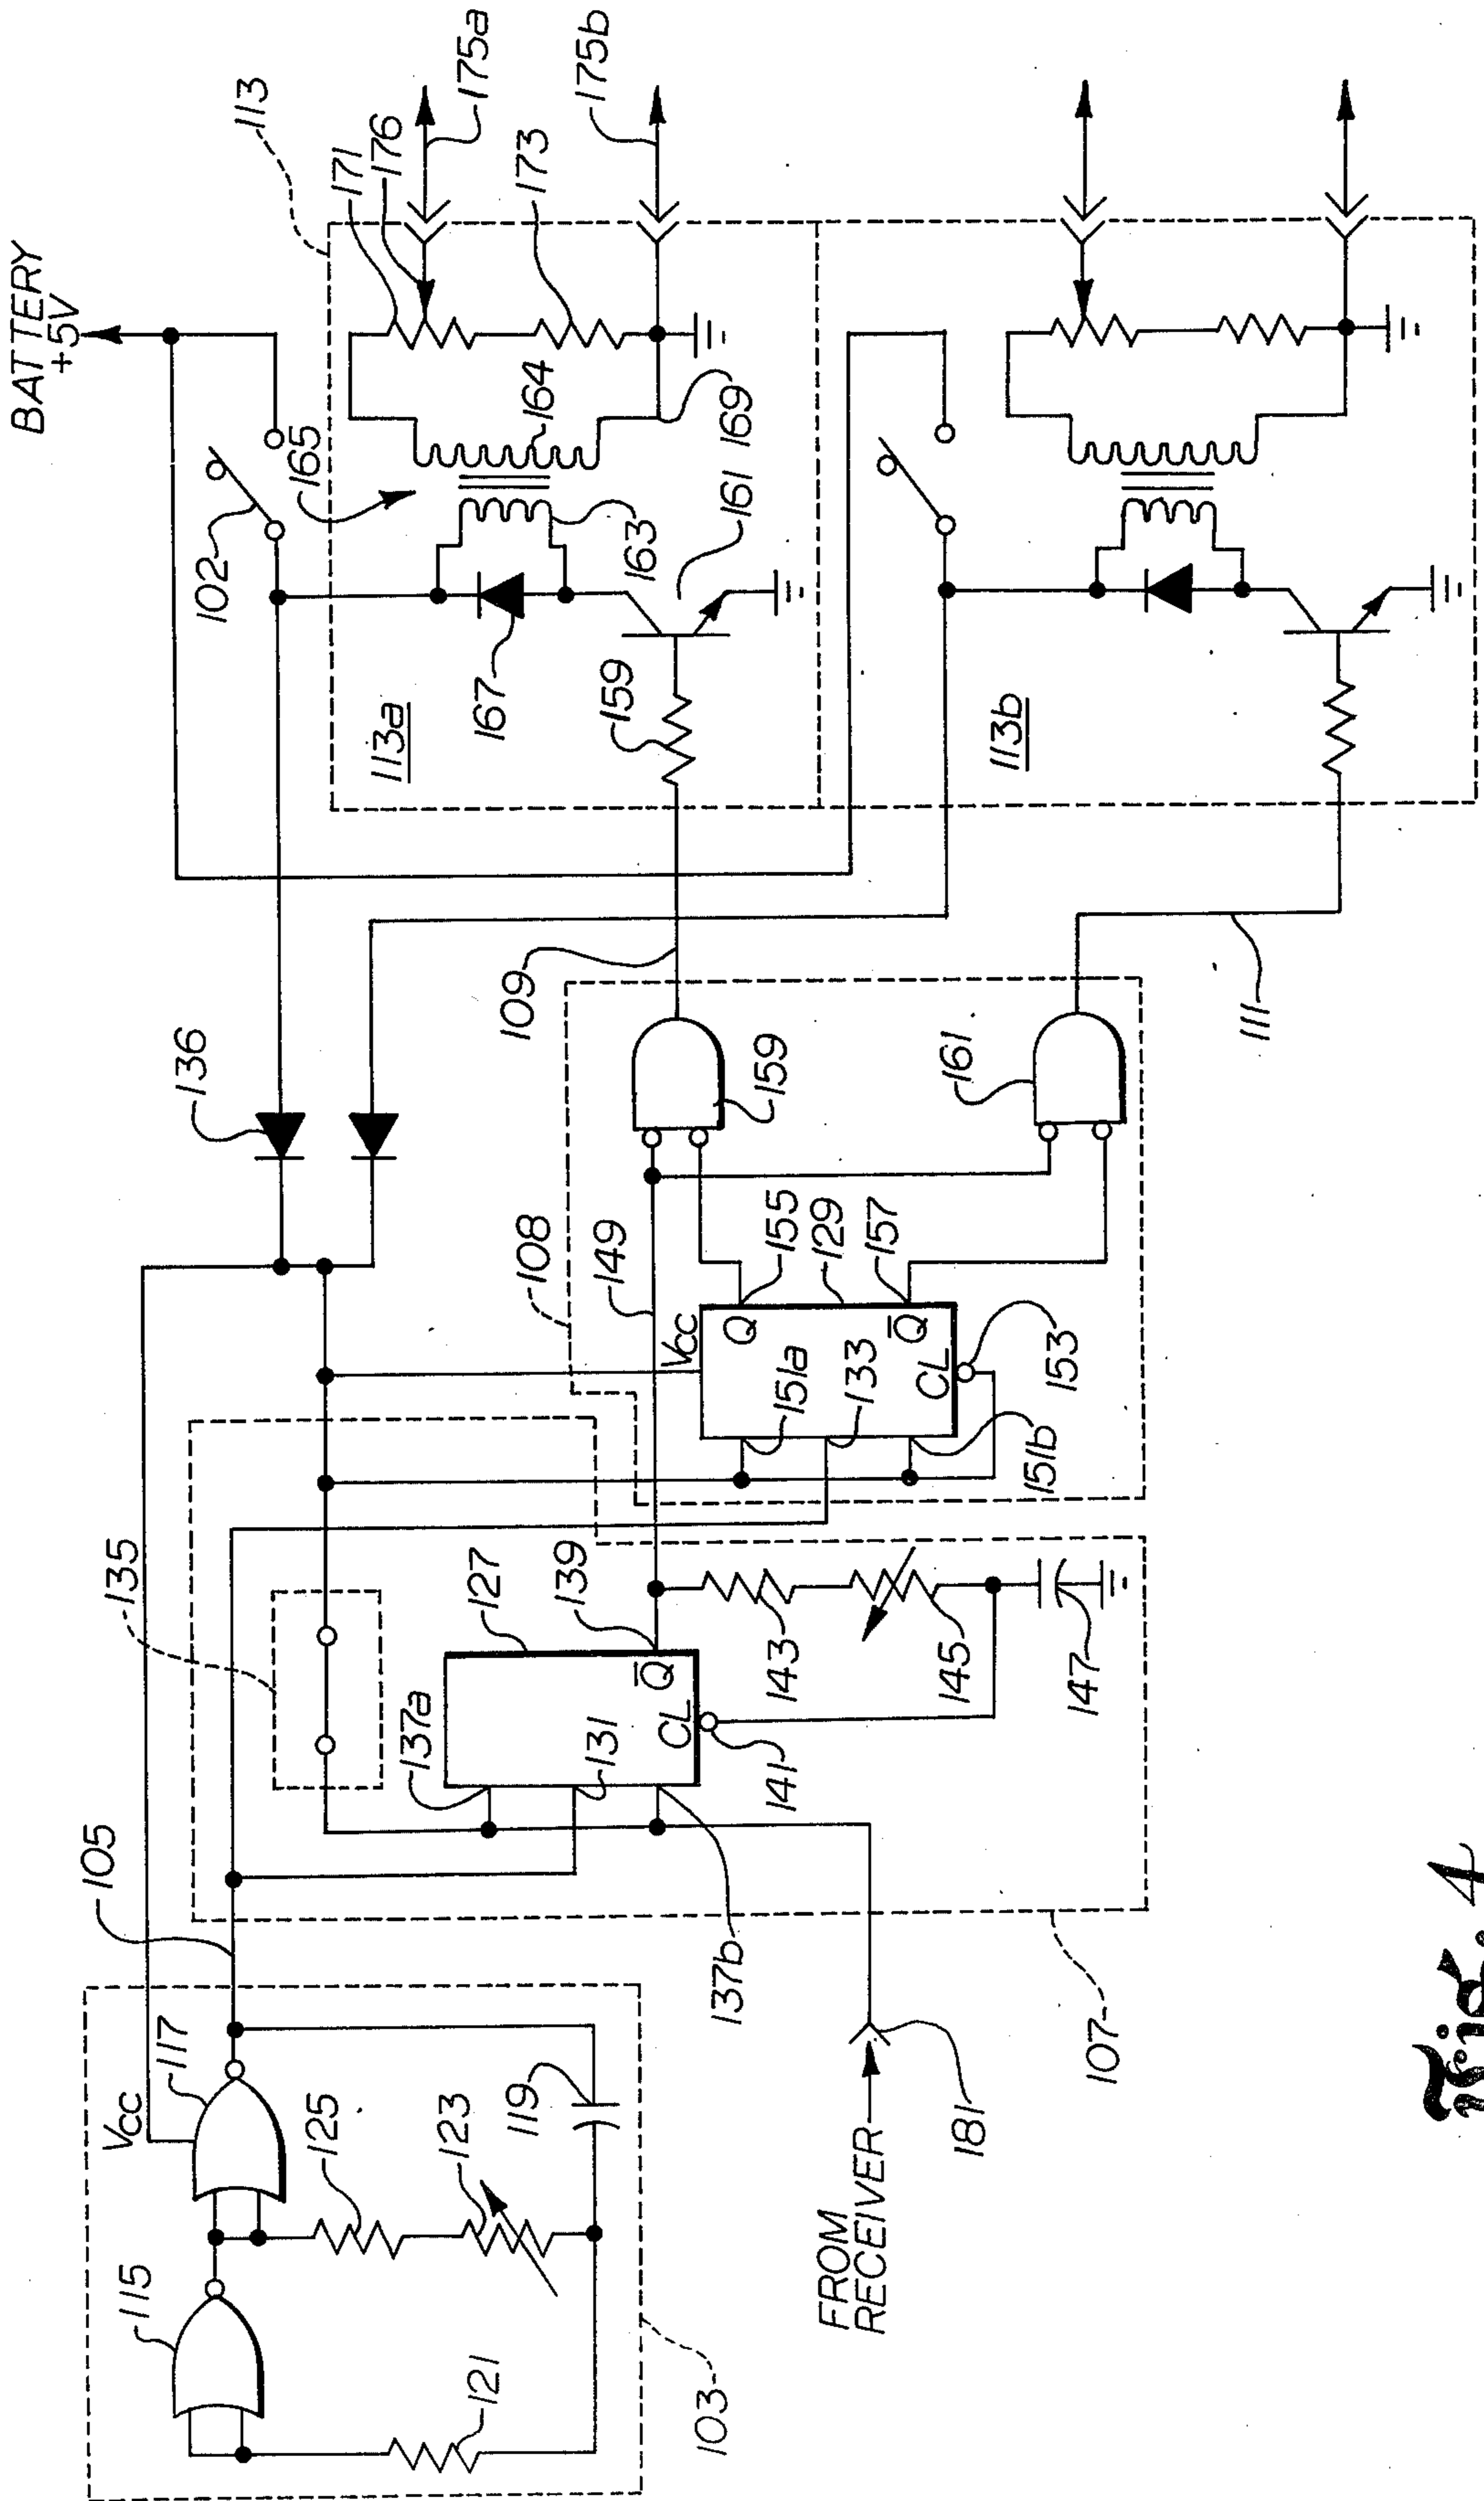 BATTERY
+5V
113
175a
175b
171
176
173
102
165
164
163
161
169
167
159
113a
113b
136
109
111
159
161
108
149
155
129
157
Vcc
Q
Q̅
CL
151a
133
151b
153
135
127
139
137a
131
Q̅
CL
141
143
145
147
137b
105
107
Vcc
117
115
125
123
119
121
103
FROM
RECEIVER
181
Fig. 4